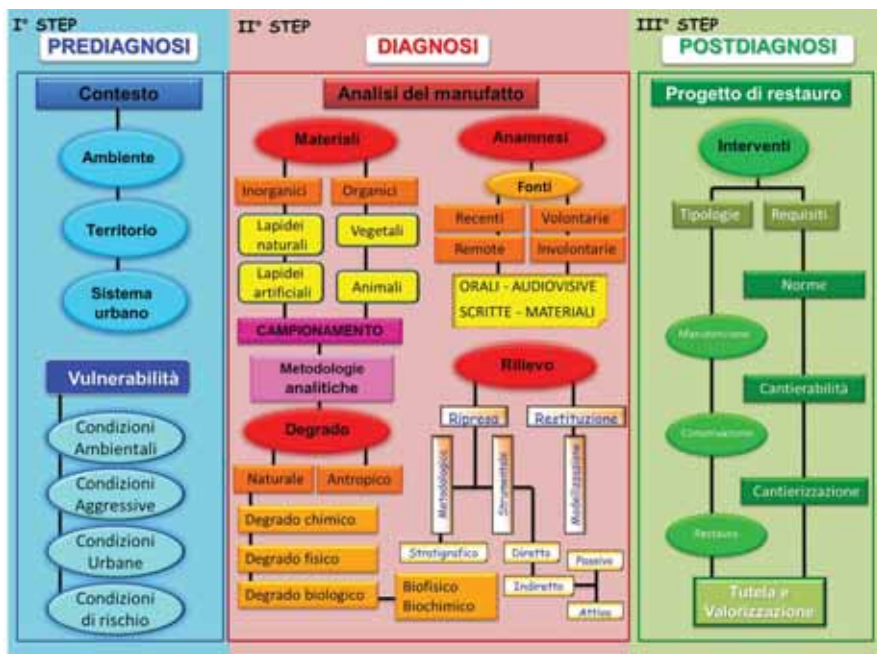 I° STEP
PREDIAGNOSI
Contesto
Ambiente
Territorio
Sistema
urbano
Vulnerabilità
Condizioni
Ambientali
Condizioni
Aggressive
Condizioni
Urbane
Condizioni
di rischio
II° STEP
DIAGNOSI
Analisi del manufatto
Materiali
Inorganici
Organici
Lapidei
naturali
Vegetali
Lapidei
artificiali
Animali
CAMPIONAMENTO
Metodologie
analitiche
Degrado
Naturale
Antropico
Degrado chimico
Degrado fisico
Degrado biologico
Biofisico
Biochimico
Anamnesi
Fonti
Recenti
Volontarie
Remote
Involontarie
ORALI - AUDIOVISIVE
SCRITTE - MATERIALI
Rilievo
Ripresa
Restituzione
Metodologico
Strumentale
Modellizzazione
Stratigrafico
Diretto
Indiretto
Passivo
Attivo
III° STEP
POSTDIAGNOSI
Progetto di restauro
Interventi
Tipologie
Requisiti
Norme
Manutenzione
Cantierabilità
Conservazione
Cantierizzazione
Restauro
Tutela e
Valorizzazione